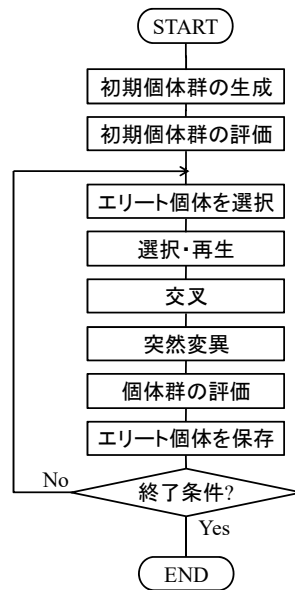 START
初期個体群の生成
初期個体群の評価
エリート個体を選択
選択・再生
交叉
突然変異
個体群の評価
エリート個体を保存
No
終了条件?
Yes
END